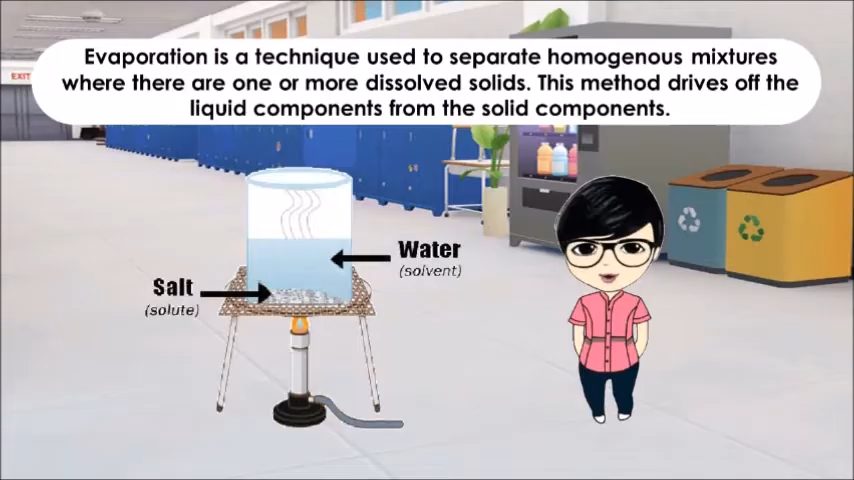 Evaporation is a technique used to separate homogenous mixtures
where there are one or more dissolved solids. This method drives off the
liquid components from the solid components.
EXIT
Water
(solvent)
Salt
(solute)